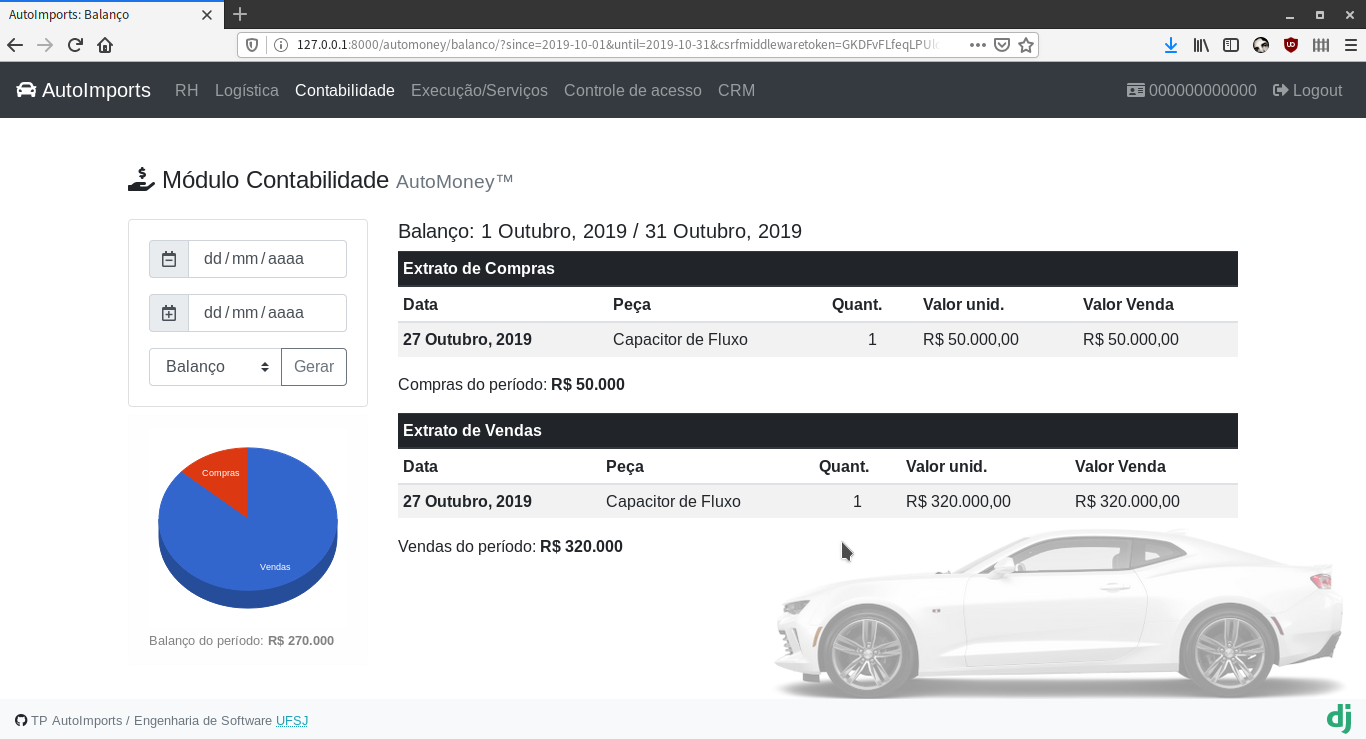 AutoImports: Balanço
127.0.0.1:8000/automoney/balanco/?since=2019-10-01&until=2019-10-31&csrfmiddlewaretoken=GKDFvFLfeqLPUl
AutoImports RH Logística Contabilidade Execução/Serviços Controle de acesso CRM 000000000000 Logout
Módulo Contabilidade AutoMoney™
dd/mm/aaaa
dd/mm/aaaa
Balanço Gerar
Compras
Vendas
Balanço do período: R$ 270.000
Balanço: 1 Outubro, 2019 / 31 Outubro, 2019
Extrato de Compras
Data Peça Quant. Valor unid. Valor Venda
27 Outubro, 2019 Capacitor de Fluxo 1 R$ 50.000,00 R$ 50.000,00
Compras do período: R$ 50.000
Extrato de Vendas
Data Peça Quant. Valor unid. Valor Venda
27 Outubro, 2019 Capacitor de Fluxo 1 R$ 320.000,00 R$ 320.000,00
Vendas do período: R$ 320.000
TP AutoImports / Engenharia de Software UFSJ
dj